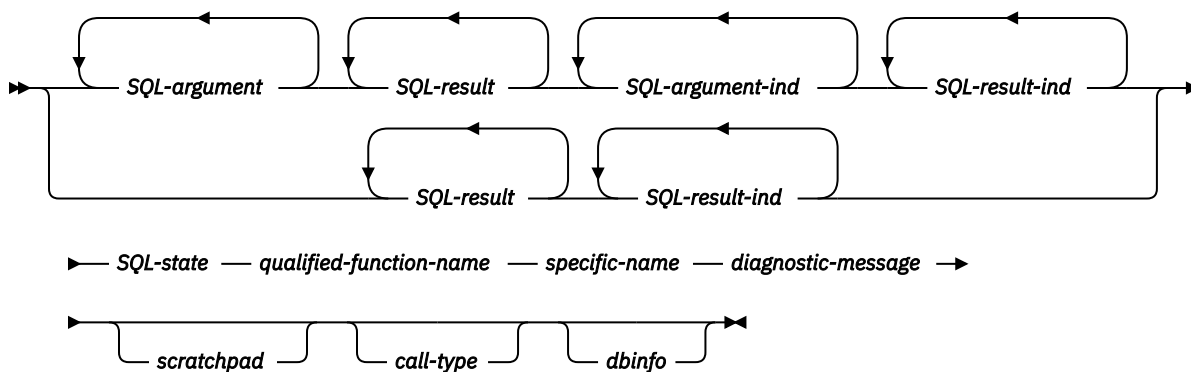 SQL-argument SQL-result SQL-argument-ind SQL-result-ind
SQL-result SQL-result-ind
SQL-state qualified-function-name specific-name diagnostic-message
scratchpad call-type dbinfo